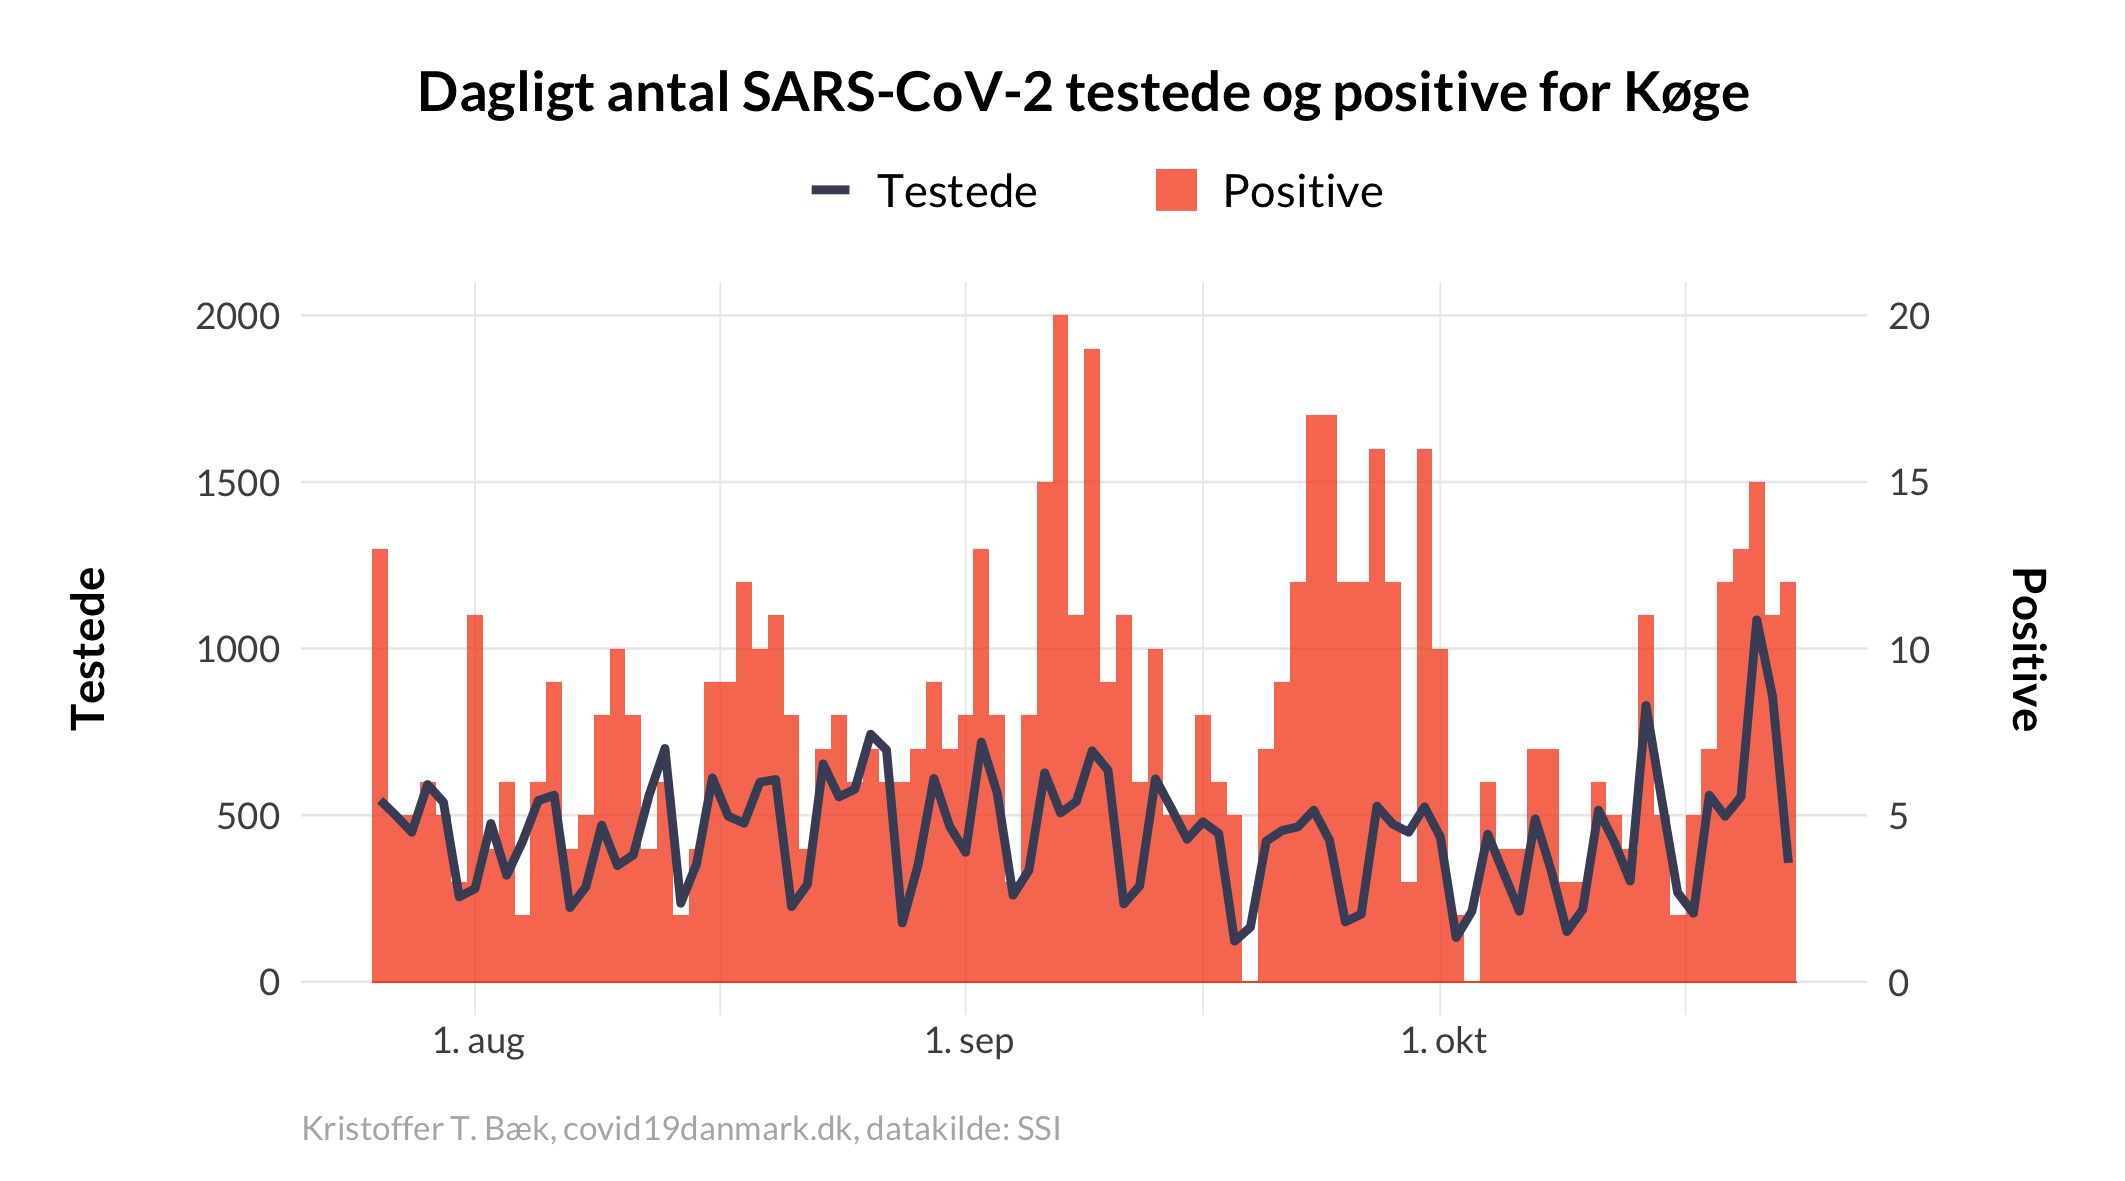 Dagligt antal SARS-CoV-2 testede og positive for Køge
Testede Positive
2000 20
1500 15
1000 10
500 5
0 0
Testede
Positive
1. aug 1. sep 1. okt
Kristoffer T. Bæk, covid19danmark.dk, datakilde: SSI